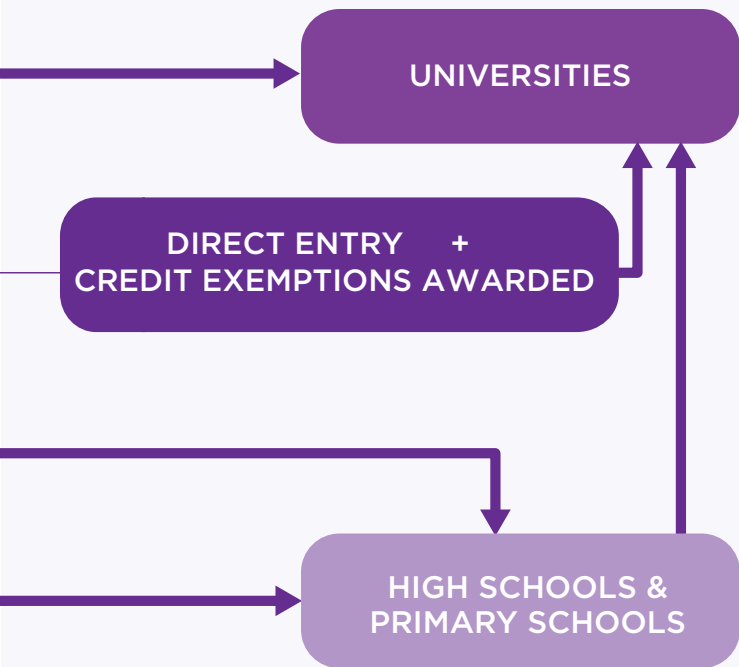 UNIVERSITIES
DIRECT ENTRY +
CREDIT EXEMPTIONS AWARDED
HIGH SCHOOLS &
PRIMARY SCHOOLS